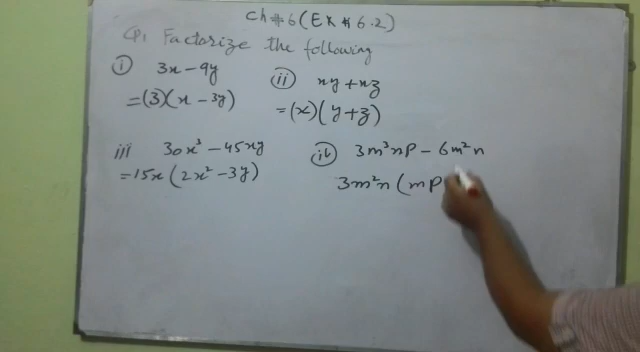 Ch # 6 (Ex # 6.2)
Q1 Factorize the following
i 3x - 9y
= (3)(x - 3y)
ii xy + xz
= (x)(y + z)
iii 30x³ - 45xy
= 15x(2x² - 3y)
iv 3m³np - 6m²n
3m²n(mp